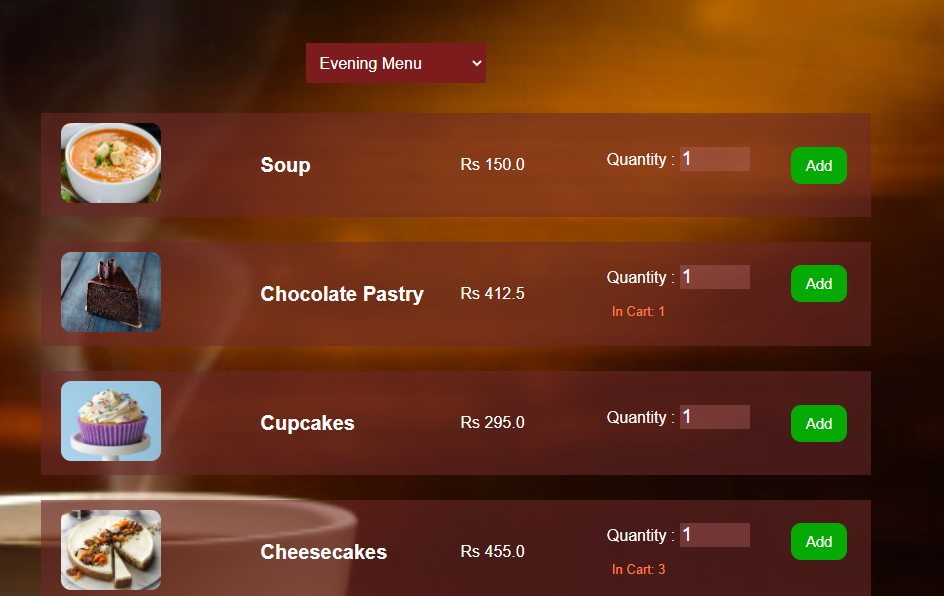 Evening Menu
Soup Rs 150.0 Quantity : 1 Add
Chocolate Pastry Rs 412.5 Quantity : 1 Add
In Cart: 1
Cupcakes Rs 295.0 Quantity : 1 Add
Cheesecakes Rs 455.0 Quantity : 1 Add
In Cart: 3